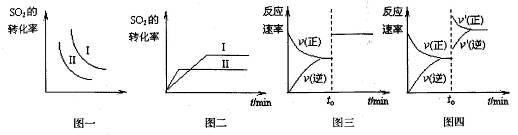 SO₂的
转化率
I
II
图一
SO₂的
转化率
I
II
t/min
图二
反应
速率
v(正)
v(逆)
t₀
t/min
图三
反应
速率
v(正)
v(逆)
v'(正)
v'(逆)
t₀
t/min
图四